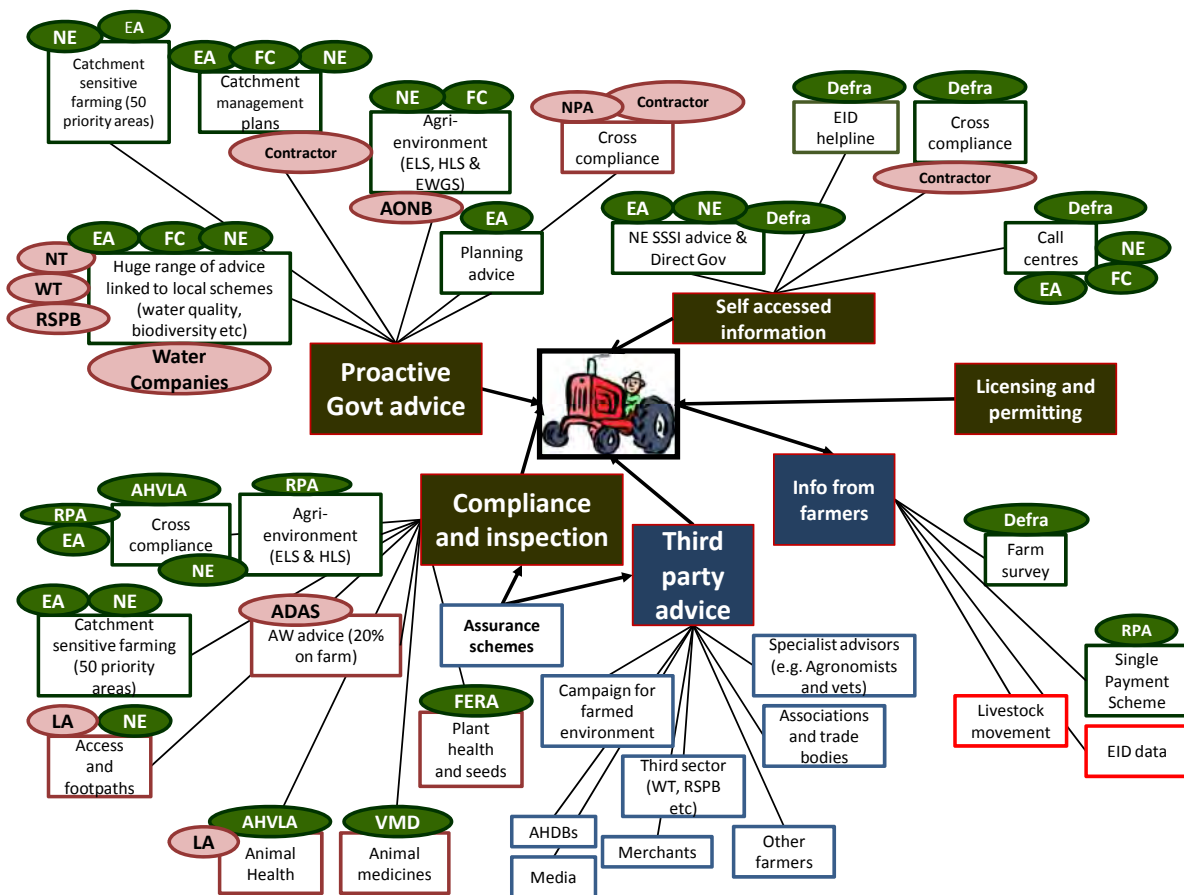 NE
EA
Catchment
sensitive
farming (50
priority areas)
EA
FC
NE
Catchment
management
plans
Contractor
NE
FC
Agri-
environment
(ELS, HLS &
EWGS)
AONB
NPA
Contractor
Cross
compliance
Defra
EID
helpline
Defra
Cross
compliance
Contractor
EA
FC
NE
NT
WT
RSPB
Huge range of advice
linked to local schemes
(water quality,
biodiversity etc)
Water
Companies
EA
Planning
advice
EA
NE
Defra
NE SSSI advice &
Direct Gov
Defra
Call
centres
NE
FC
EA
Proactive
Govt advice
Self accessed
information
Licensing and
permitting
AHVLA
RPA
EA
Cross
compliance
NE
RPA
Agri-
environment
(ELS & HLS)
Compliance
and inspection
Third
party
advice
Info from
farmers
EA
NE
Catchment
sensitive farming
(50 priority
areas)
ADAS
AW advice (20%
on farm)
Assurance
schemes
Defra
Farm
survey
LA
NE
Access
and
footpaths
FERA
Plant
health
and seeds
Campaign for
farmed
environment
Specialist advisors
(e.g. Agronomists
and vets)
Associations
and trade
bodies
Livestock
movement
RPA
Single
Payment
Scheme
EID data
LA
AHVLA
Animal
Health
VMD
Animal
medicines
AHDBs
Media
Third sector
(WT, RSPB
etc)
Merchants
Other
farmers